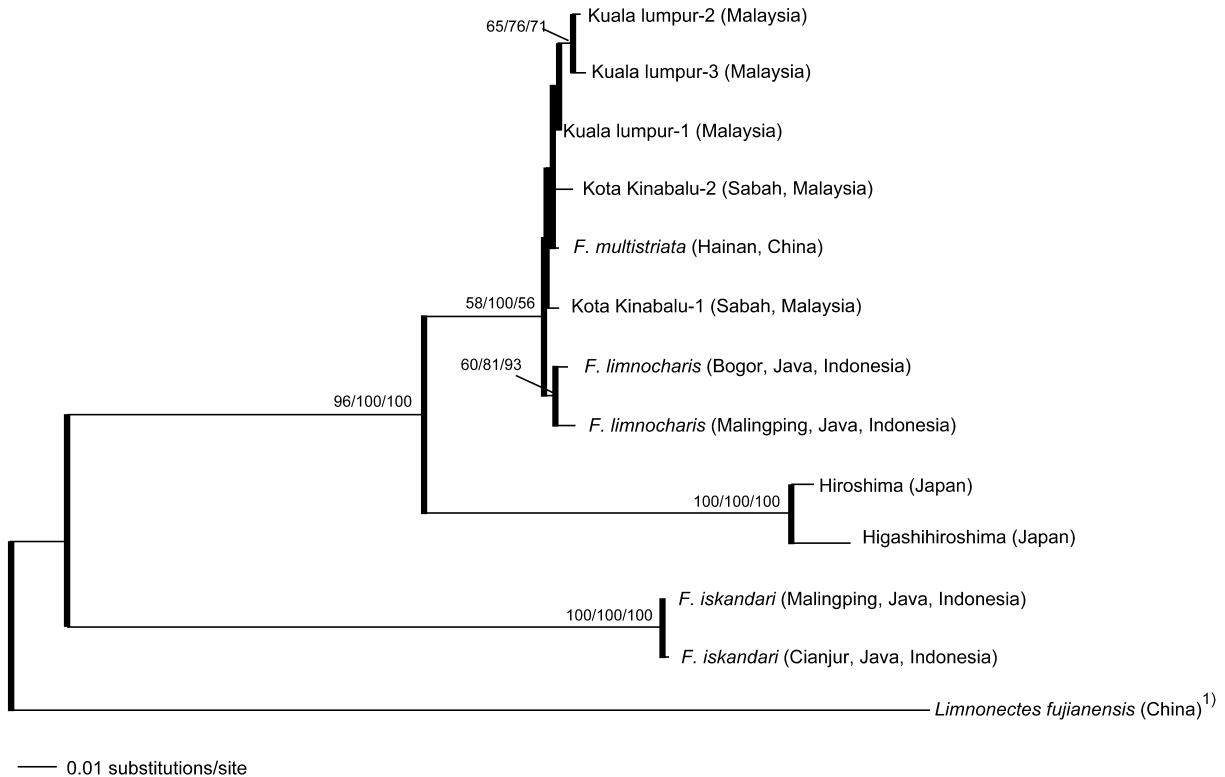 Kuala lumpur-2 (Malaysia)
65/76/71
Kuala lumpur-3 (Malaysia)
Kuala lumpur-1 (Malaysia)
Kota Kinabalu-2 (Sabah, Malaysia)
F. multistriata (Hainan, China)
58/100/56
Kota Kinabalu-1 (Sabah, Malaysia)
60/81/93
F. limnocharis (Bogor, Java, Indonesia)
96/100/100
F. limnocharis (Malingping, Java, Indonesia)
Hiroshima (Japan)
100/100/100
Higashihiroshima (Japan)
F. iskandari (Malingping, Java, Indonesia)
100/100/100
F. iskandari (Cianjur, Java, Indonesia)
Limnonectes fujianensis (China)1)
0.01 substitutions/site